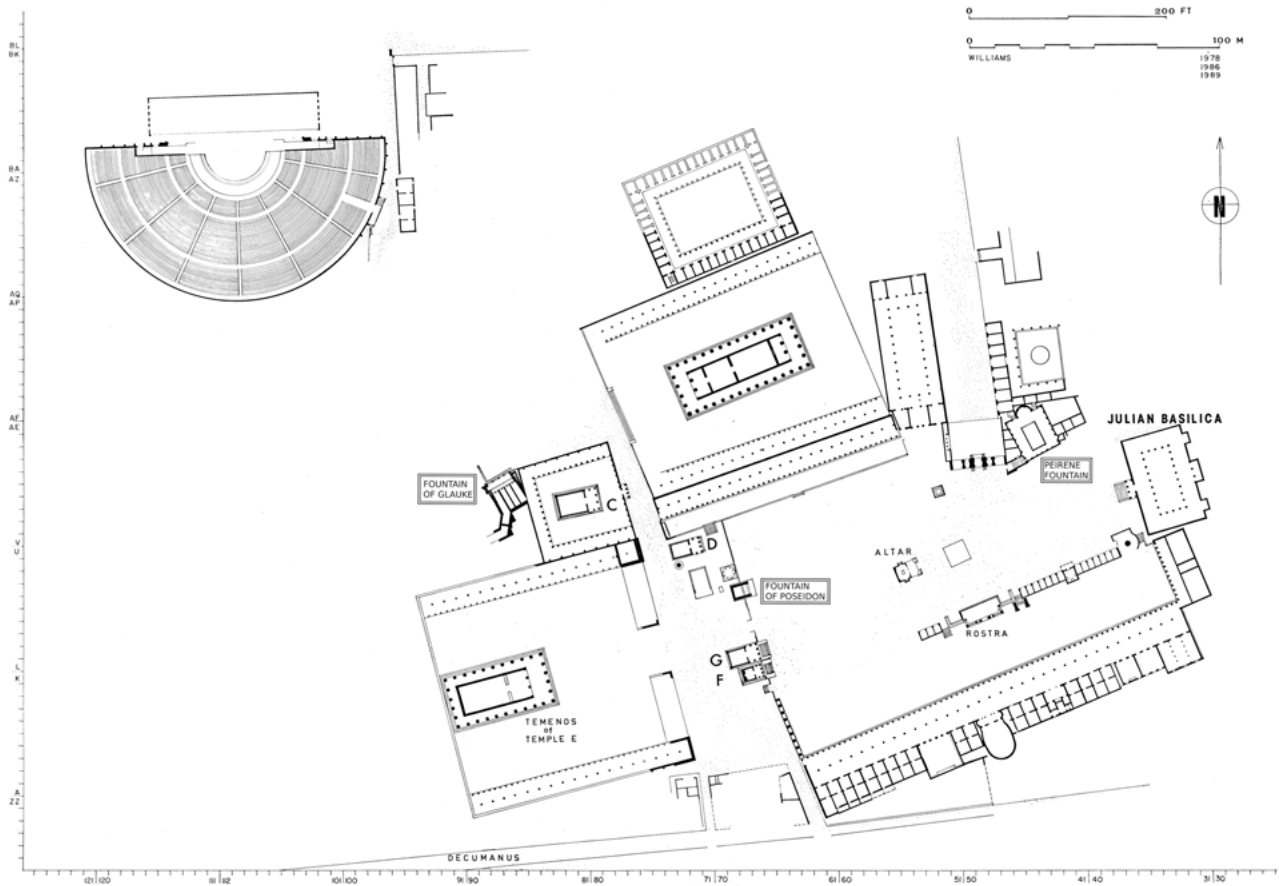 0 200 FT
0 100 M
WILLIAMS 1978
1986
1989
BL
BK
BA
AZ
N
AQ
AP
AF
AE
JULIAN BASILICA
PEIRENE
FOUNTAIN
FOUNTAIN
OF GLAUKE
C
V
U
D
ALTAR
FOUNTAIN
OF POSEIDON
ROSTRA
G
L
K
F
TEMENOS
of
TEMPLE E
A
ZZ
DECUMANUS
121|120 111|112 101|100 91|90 81|80 71|70 61|60 51|50 41|40 31|30